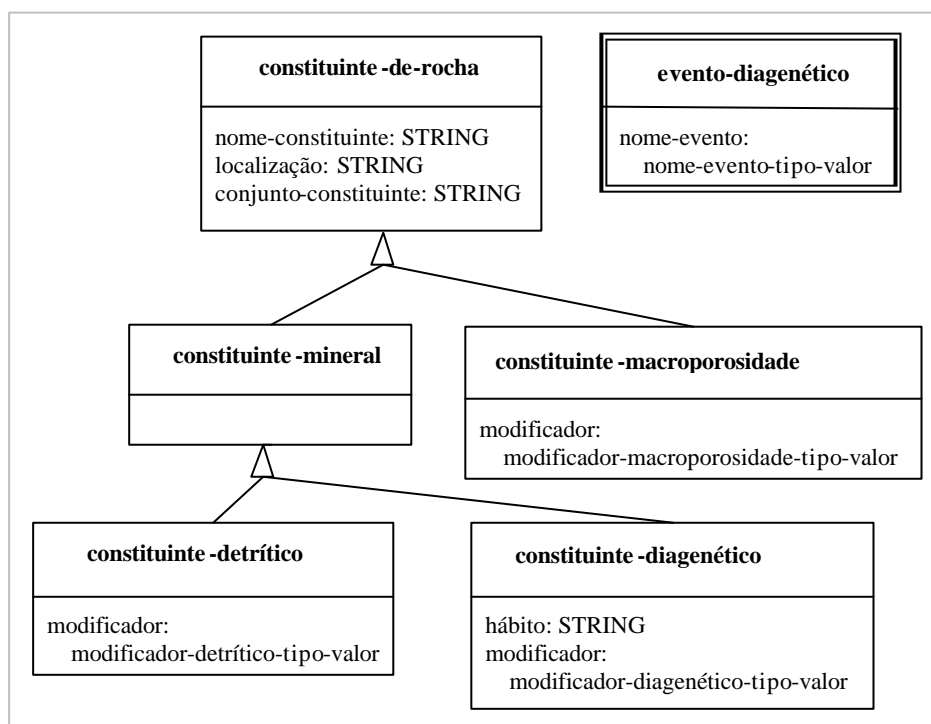 constituinte-de-rocha
nome-constituinte: STRING
localização: STRING
conjunto-constituinte: STRING
evento-diagenético
nome-evento:
nome-evento-tipo-valor
constituinte-mineral
constituinte-macroporosidade
modificador:
modificador-macroporosidade-tipo-valor
constituinte-detrítico
modificador:
modificador-detrítico-tipo-valor
constituinte-diagenético
hábito: STRING
modificador:
modificador-diagenético-tipo-valor